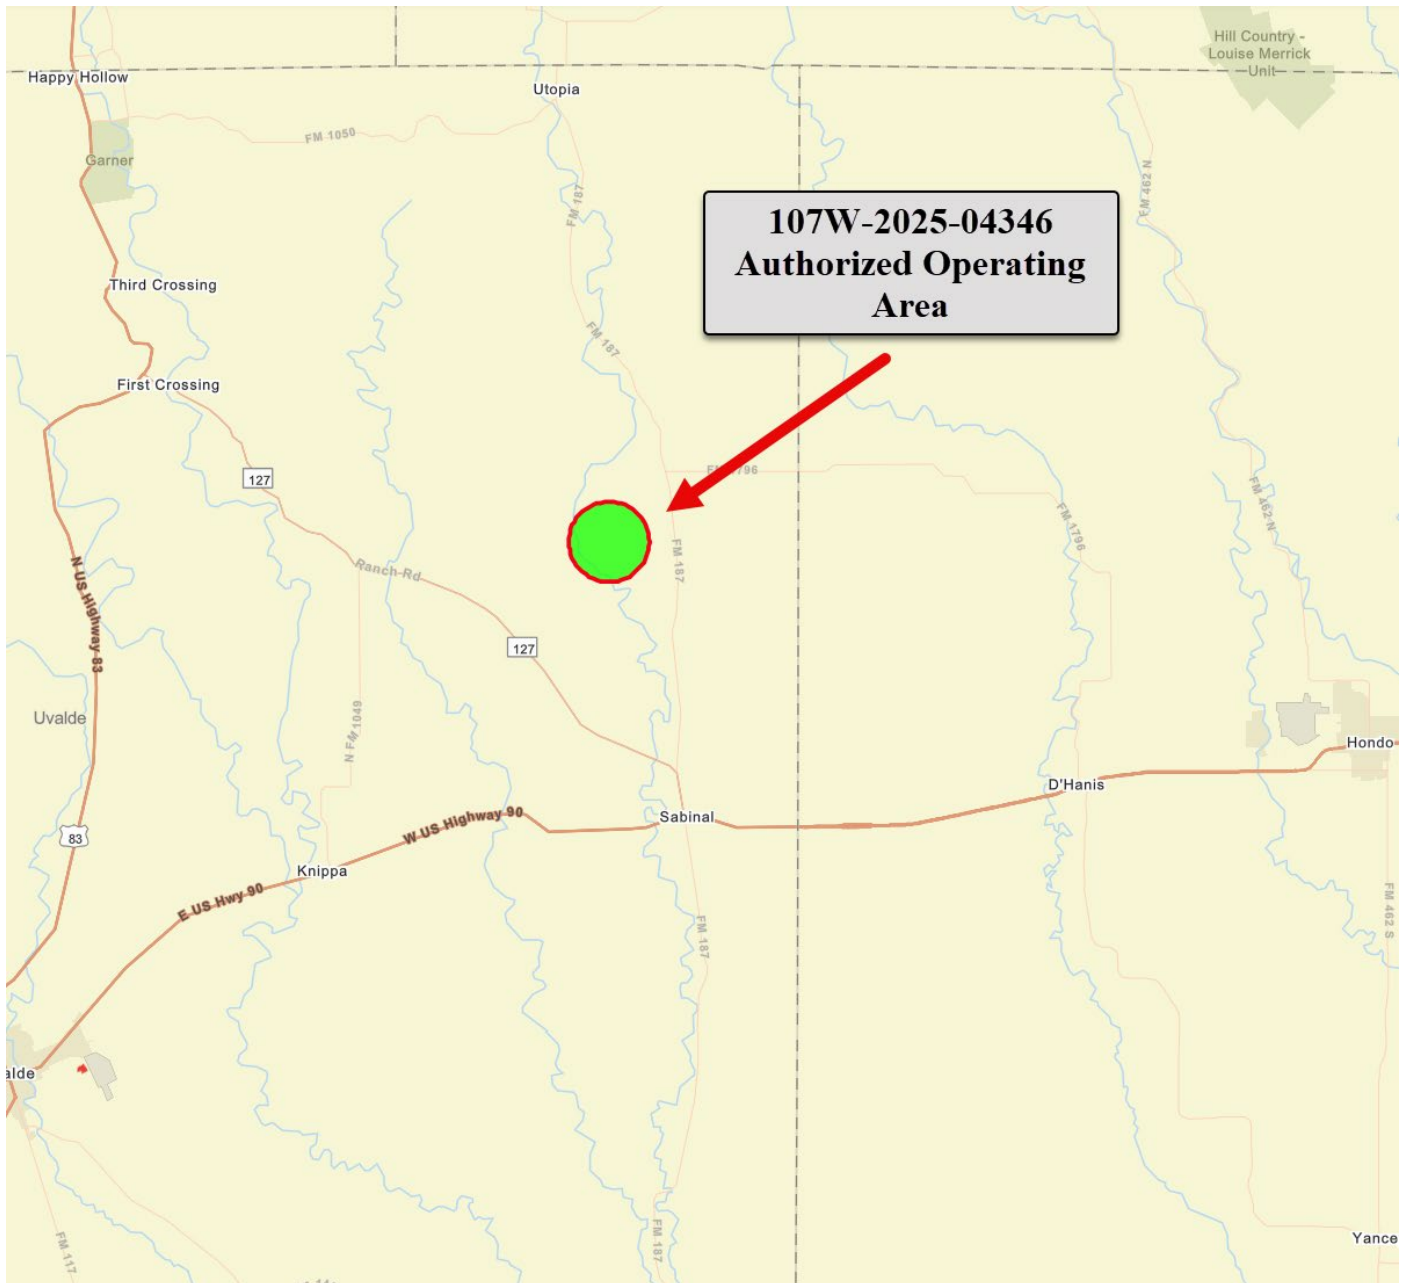 Hill Country -
Louise Merrick
Unit
Happy Hollow
Utopia
FM 1050
Garner
FM 462 N
FM 187
107W-2025-04346
Authorized Operating
Area
Third Crossing
FM 187
First Crossing
127
FM 1796
FM 462 N
FM 1796
FM 187
Ranch Rd
N US Highway 83
127
Uvalde
N FM 1049
Hondo
D'Hanis
Sabinal
W US Highway 90
83
Knippa
E US Hwy 90
FM 462 S
FM 187
alde
FM 187
Yance
FM 117